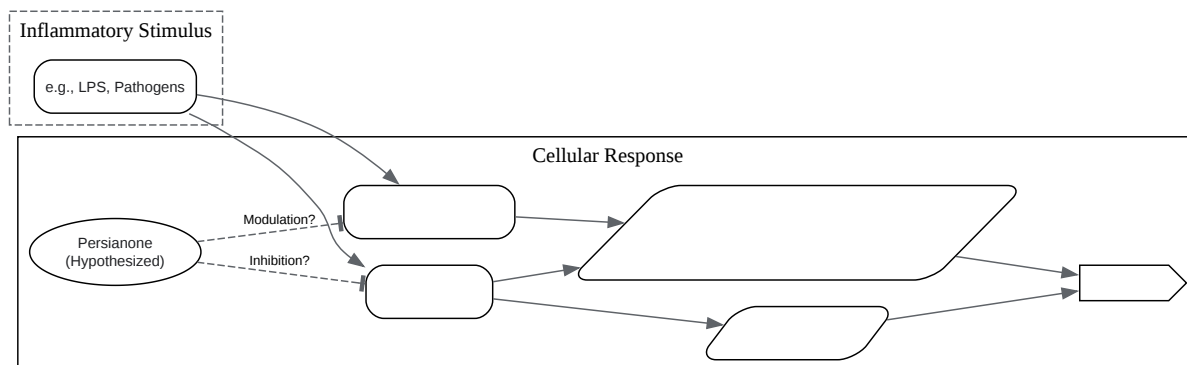 Inflammatory Stimulus
e.g., LPS, Pathogens
Cellular Response
Modulation?
Persianone
(Hypothesized)
Inhibition?